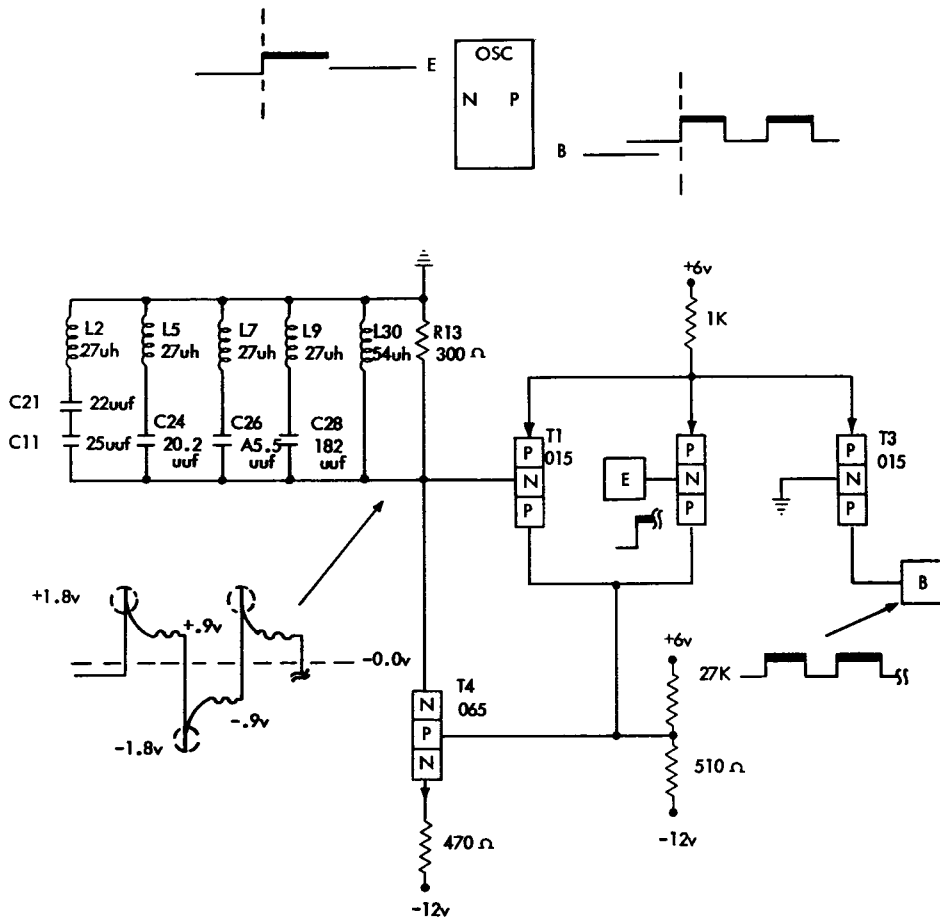 E
OSC
N P
B
+6v
1K
L2
27uh
L5
27uh
L7
27uh
L9
27uh
L30
54uh
R13
300 Ω
C21
22uuf
C11
25uuf
C24
20.2
uuf
C26
A5.5
uuf
C28
182
uuf
T1
015
P
N
P
E
P
N
P
T3
015
P
N
P
B
+1.8v
+.9v
-0.0v
-.9v
-1.8v
T4
065
N
P
N
+6v
27K
510 Ω
-12v
470 Ω
-12v